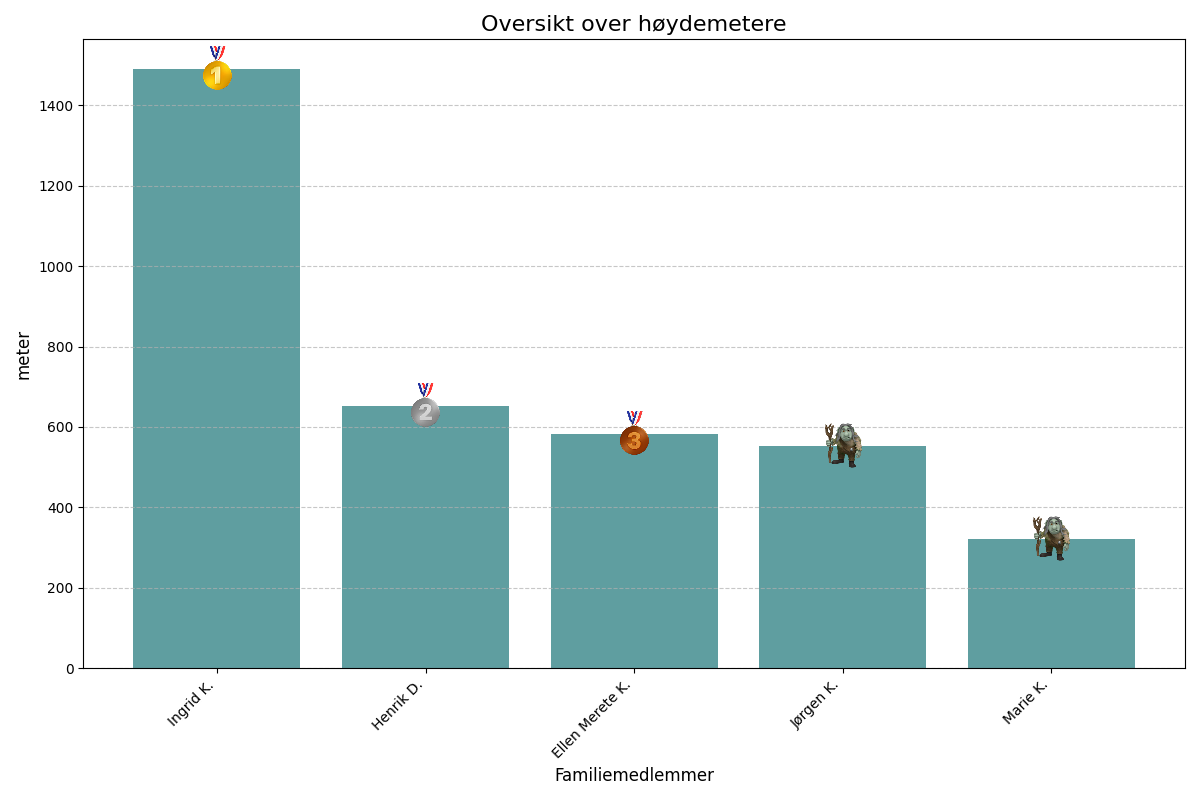 Oversikt over høydemetere
meter
1400
1200
1000
800
600
400
200
0
1
2
3
Ingrid K.
Henrik D.
Ellen Merete K.
Jørgen K.
Marie K.
Familiemedlemmer